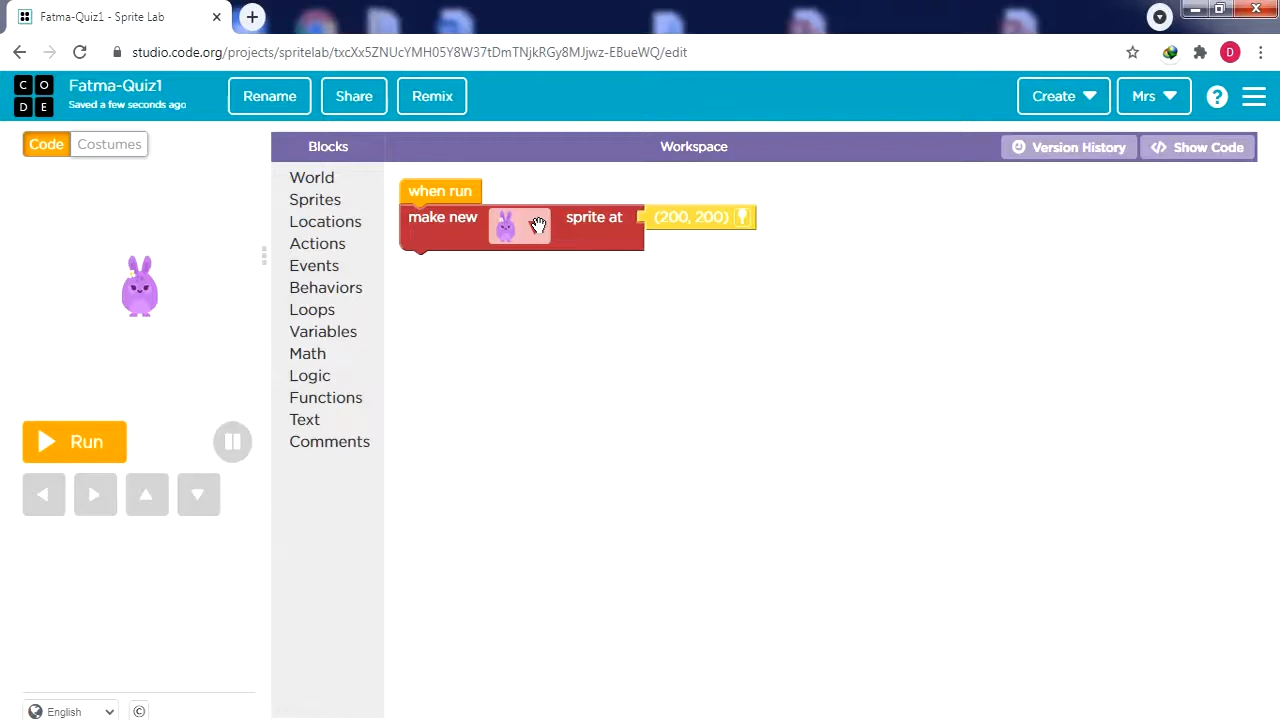 Fatma-Quiz1 - Sprite Lab
studio.code.org/projects/spritelab/txcXx5ZNUcYMH05Y8W37tDmTNjkRGy8MJjwz-EBueWQ/edit
D
C O
D E
Fatma-Quiz1
Saved a few seconds ago
Rename
Share
Remix
Create
Mrs
?
Code
Costumes
Blocks
Workspace
Version History
</> Show Code
World
Sprites
Locations
Actions
Events
Behaviors
Loops
Variables
Math
Logic
Functions
Text
Comments
when run
make new sprite at (200, 200)
Run
English
©